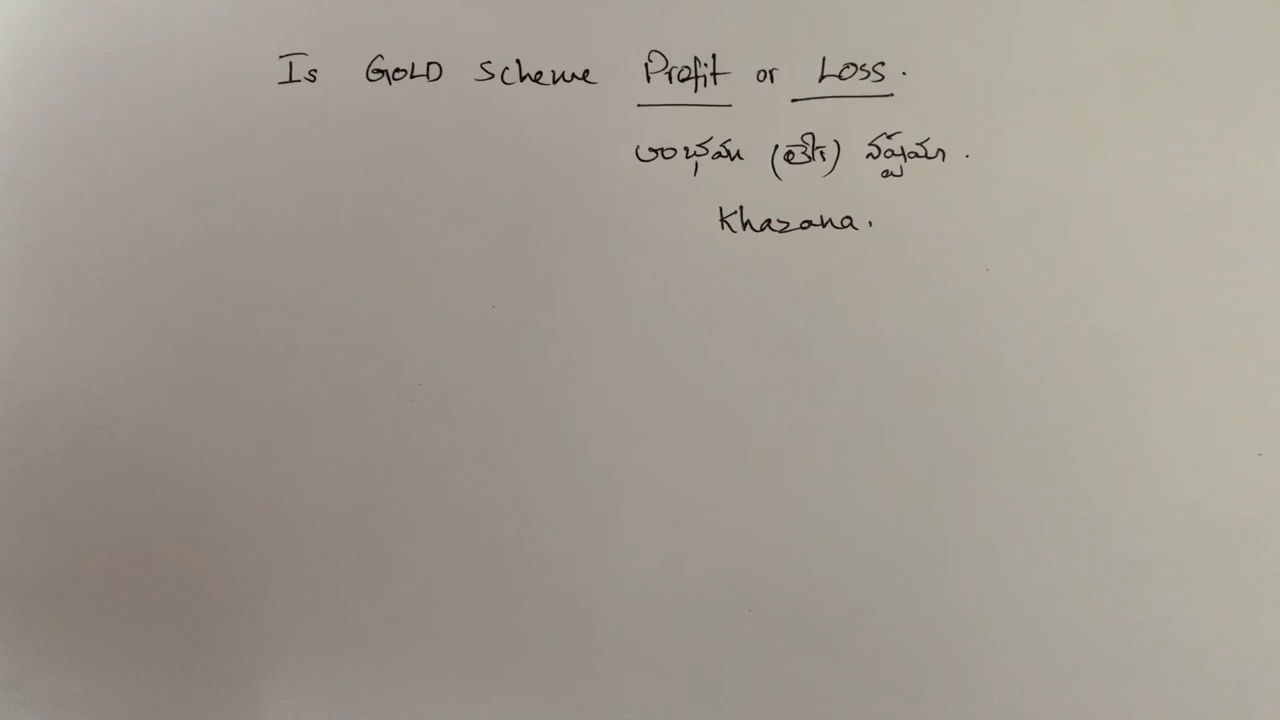 Is GOLD Scheme Profit or Loss.
లాభమా (లేక) నష్టమా.
Khazana.